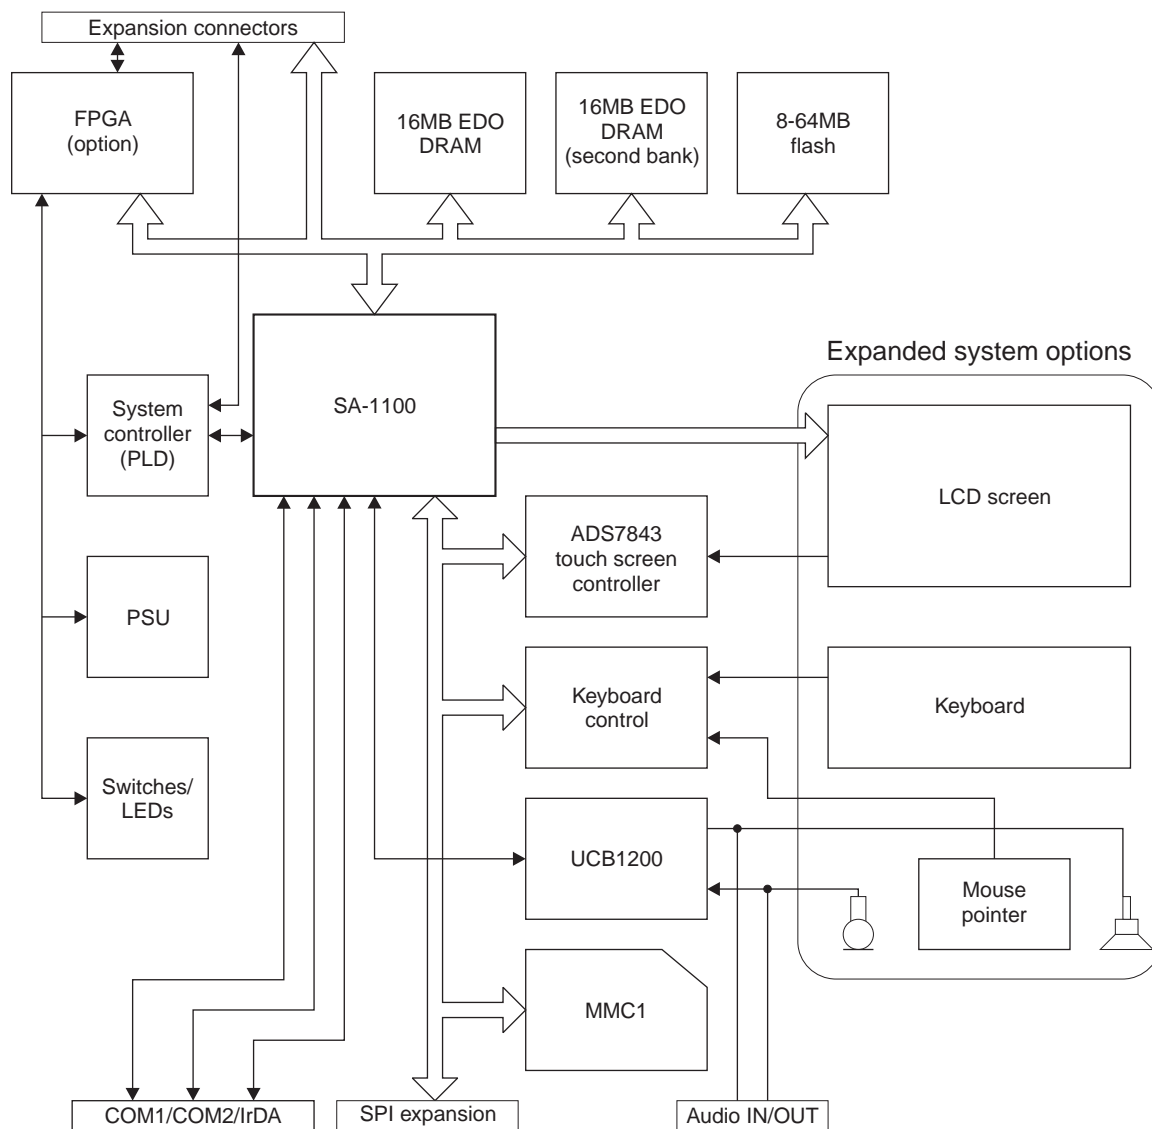 Expansion connectors
FPGA
(option)
16MB EDO
DRAM
16MB EDO
DRAM
(second bank)
8-64MB
flash
Expanded system options
System
controller
(PLD)
SA-1100
LCD screen
ADS7843
touch screen
controller
PSU
Keyboard
control
Keyboard
Switches/
LEDs
UCB1200
Mouse
pointer
MMC1
COM1/COM2/IrDA
SPI expansion
Audio IN/OUT